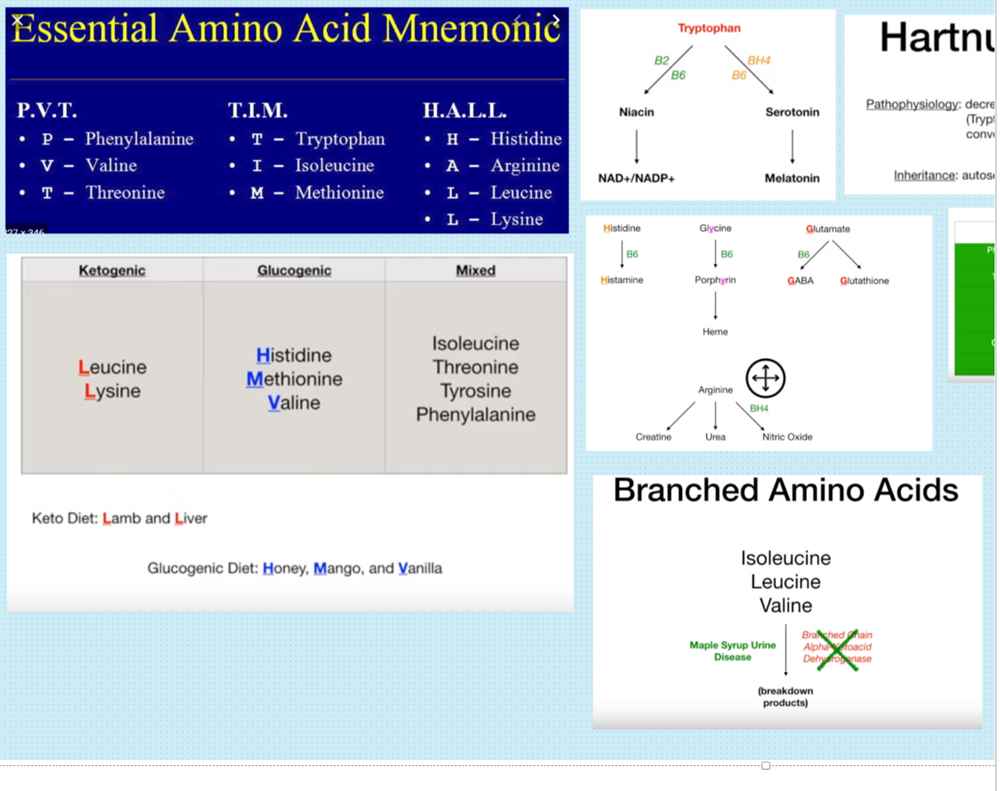 Essential Amino Acid Mnemonic
P.V.T.
• P – Phenylalanine
• V – Valine
• T – Threonine
T.I.M.
• T – Tryptophan
• I – Isoleucine
• M – Methionine
H.A.L.L.
• H – Histidine
• A – Arginine
• L – Leucine
• L – Lysine
Tryptophan
B2 BH4
B6 B6
Niacin Serotonin
NAD+/NADP+ Melatonin
Pathophysiology: decre
(Tryp
conv
Inheritance: autos
Ketogenic Glucogenic Mixed
Leucine
Lysine
Histidine
Methionine
Valine
Isoleucine
Threonine
Tyrosine
Phenylalanine
Keto Diet: Lamb and Liver
Glucogenic Diet: Honey, Mango, and Vanilla
Histidine Glycine Glutamate
B6 B6 B6
Histamine Porphyrin GABA Glutathione
Heme
Arginine
BH4
Creatine Urea Nitric Oxide
Branched Amino Acids
Isoleucine
Leucine
Valine
Maple Syrup Urine
Disease
Branched Chain
Alpha Ketoacid
Dehydrogenase
(breakdown
products)